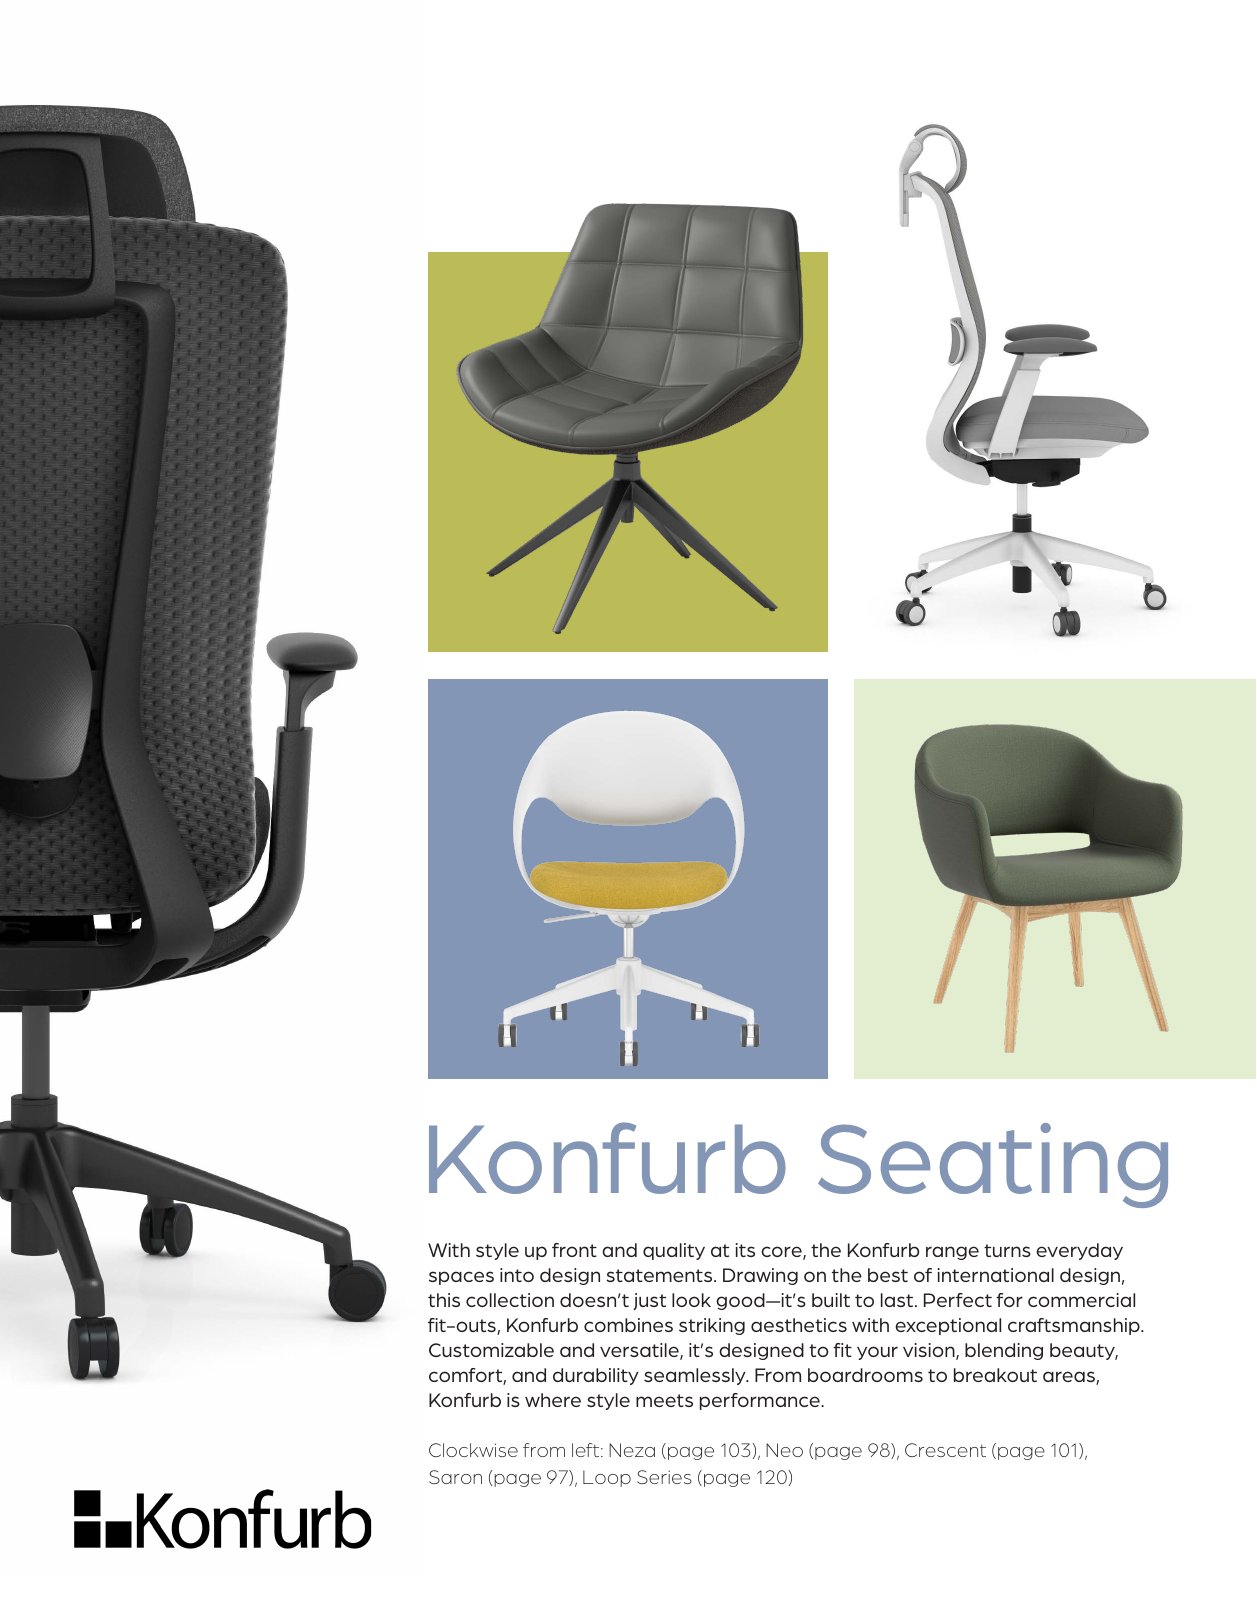 Konfurb Seating
With style up front and quality at its core, the Konfurb range turns everyday
spaces into design statements. Drawing on the best of international design,
this collection doesn’t just look good—it’s built to last. Perfect for commercial
fit-outs, Konfurb combines striking aesthetics with exceptional craftsmanship.
Customizable and versatile, it’s designed to fit your vision, blending beauty,
comfort, and durability seamlessly. From boardrooms to breakout areas,
Konfurb is where style meets performance.
Clockwise from left: Neza (page 103), Neo (page 98), Crescent (page 101),
Saron (page 97), Loop Series (page 120)
Konfurb